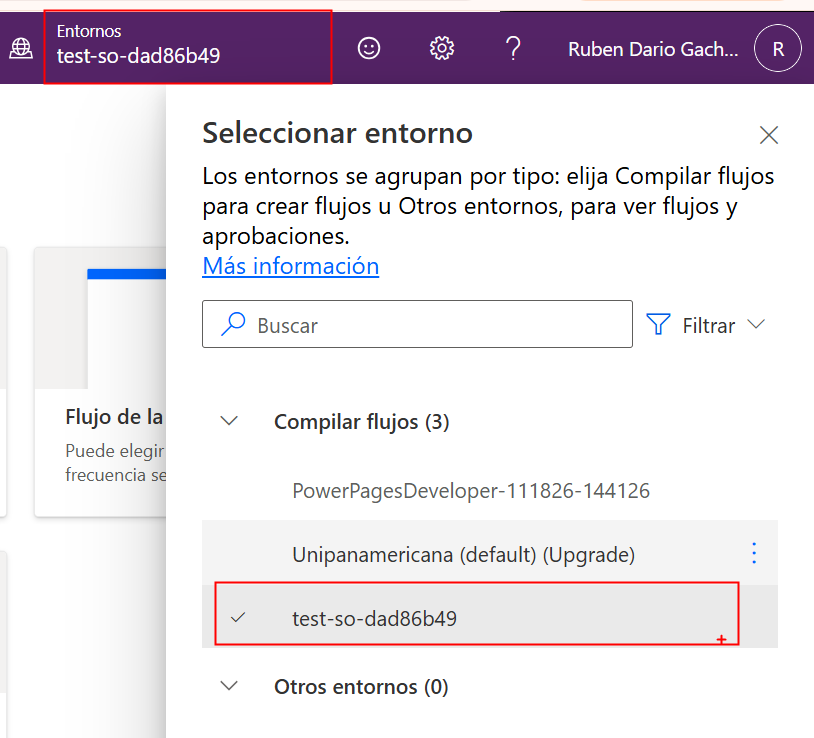 Entornos
test-so-dad86b49
Ruben Dario Gach...
R
Seleccionar entorno
Los entornos se agrupan por tipo: elija Compilar flujos
para crear flujos u Otros entornos, para ver flujos y
aprobaciones.
Más información
Buscar
Filtrar
Flujo de la
Puede elegir
frecuencia se
Compilar flujos (3)
PowerPagesDeveloper-111826-144126
Unipanamericana (default) (Upgrade)
test-so-dad86b49
Otros entornos (0)